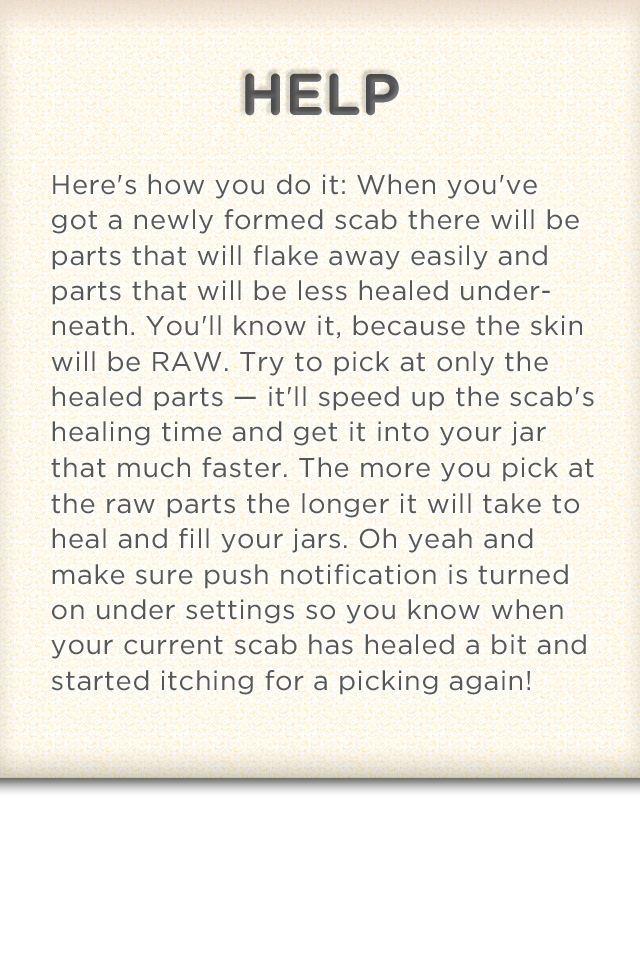 HELP
Here's how you do it: When you've
got a newly formed scab there will be
parts that will flake away easily and
parts that will be less healed under-
neath. You'll know it, because the skin
will be RAW. Try to pick at only the
healed parts — it'll speed up the scab's
healing time and get it into your jar
that much faster. The more you pick at
the raw parts the longer it will take to
heal and fill your jars. Oh yeah and
make sure push notification is turned
on under settings so you know when
your current scab has healed a bit and
started itching for a picking again!